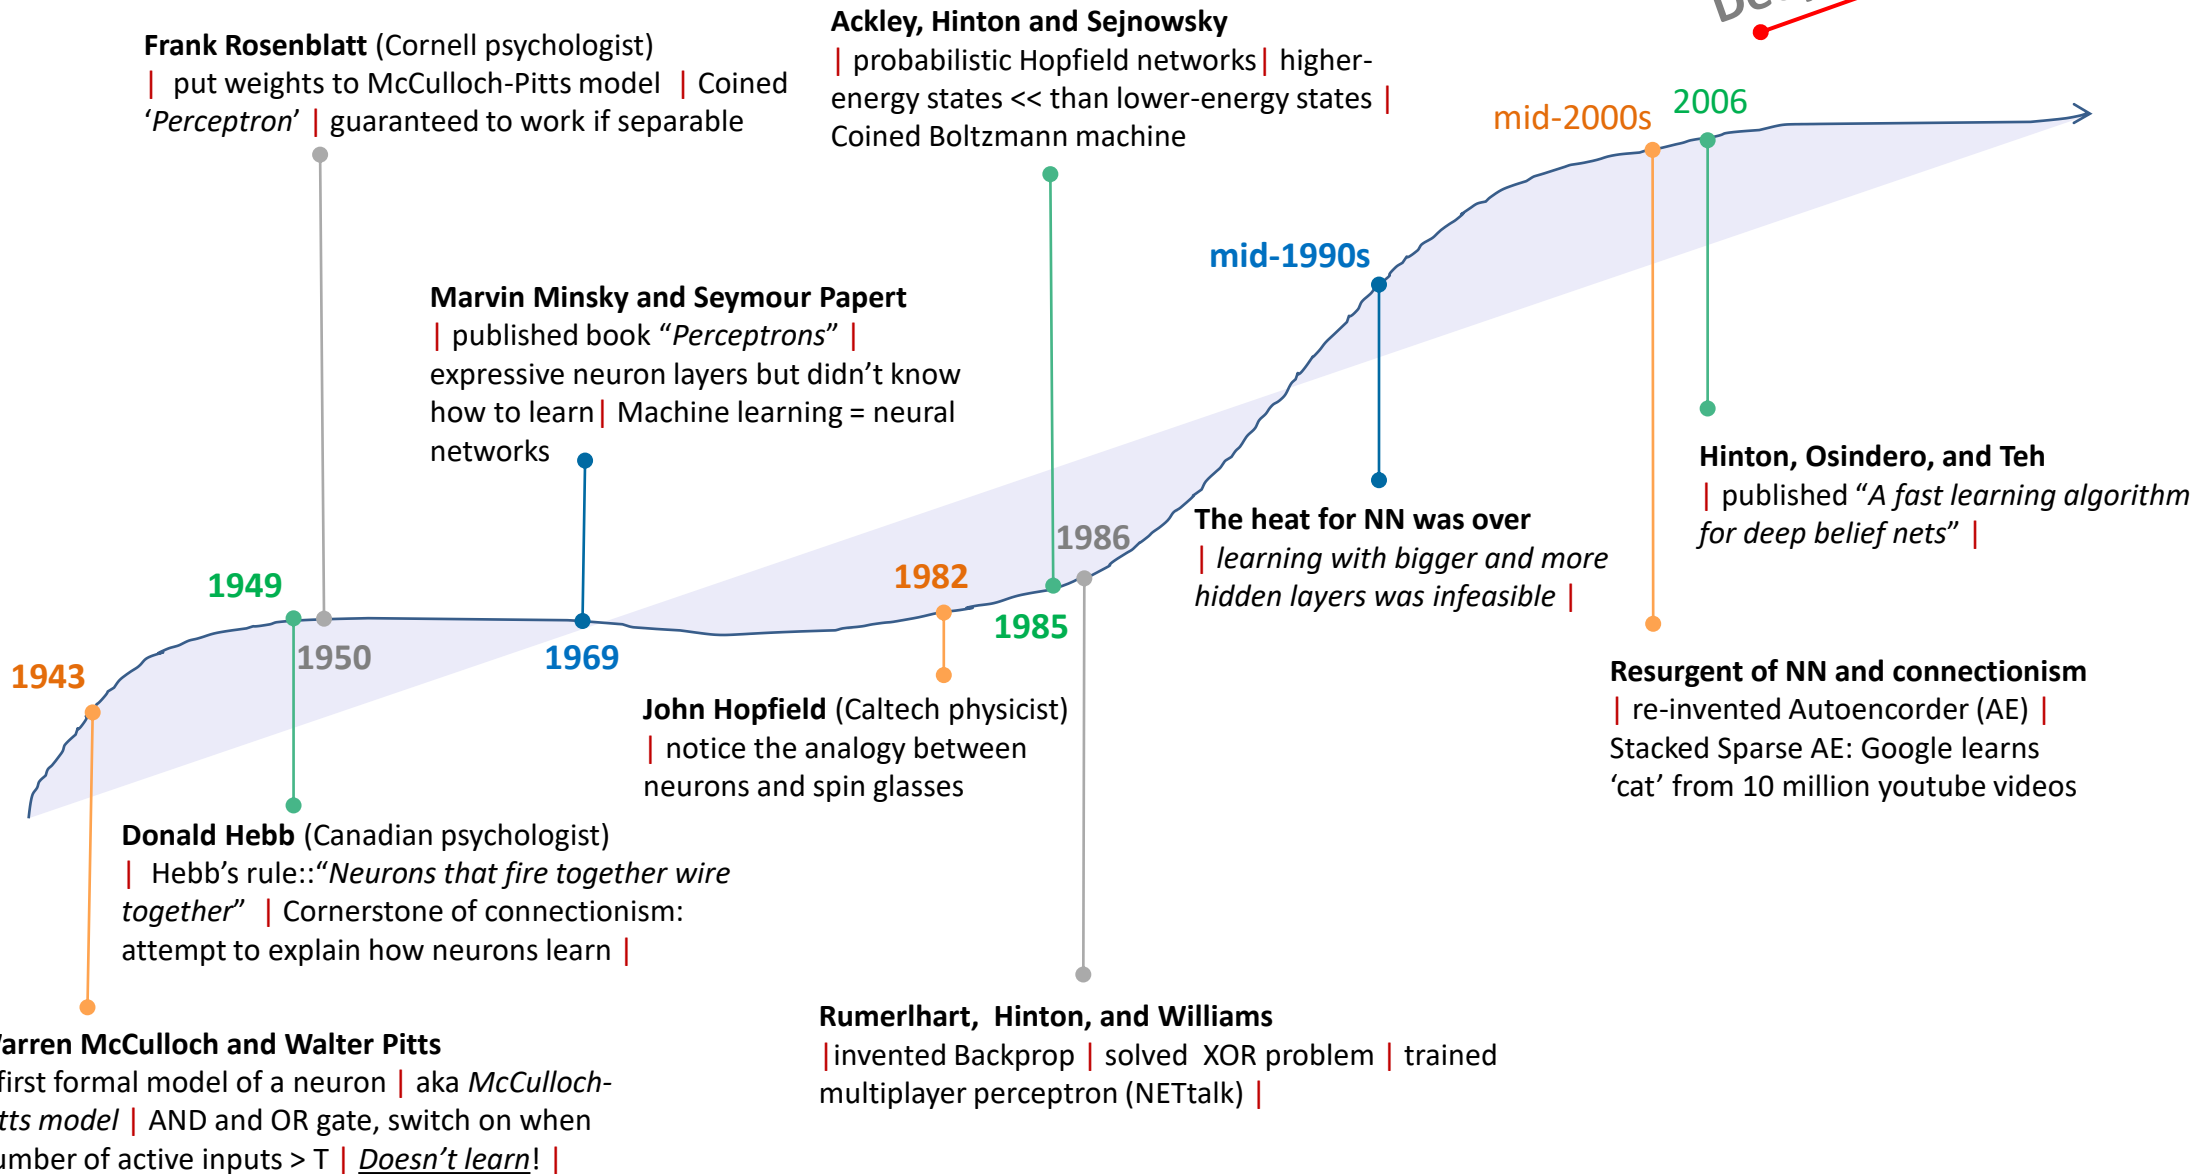 Frank Rosenblatt (Cornell psychologist)
| put weights to McCulloch-Pitts model | Coined
‘Perceptron’ | guaranteed to work if separable
Ackley, Hinton and Sejnowsky
| probabilistic Hopfield networks| higher-
energy states << than lower-energy states |
Coined Boltzmann machine
mid-2000s
2006
mid-1990s
Marvin Minsky and Seymour Papert
| published book “Perceptrons” |
expressive neuron layers but didn’t know
how to learn| Machine learning = neural
networks
Hinton, Osindero, and Teh
| published “A fast learning algorithm
for deep belief nets” |
The heat for NN was over
| learning with bigger and more
hidden layers was infeasible |
1986
1982
1985
1949
1950
1969
1943
John Hopfield (Caltech physicist)
| notice the analogy between
neurons and spin glasses
Resurgent of NN and connectionism
| re-invented Autoencorder (AE) |
Stacked Sparse AE: Google learns
‘cat’ from 10 million youtube videos
Donald Hebb (Canadian psychologist)
| Hebb’s rule::“Neurons that fire together wire
together” | Cornerstone of connectionism:
attempt to explain how neurons learn |
Rumerlhart, Hinton, and Williams
|invented Backprop | solved XOR problem | trained
multiplayer perceptron (NETtalk) |
arren McCulloch and Walter Pitts
first formal model of a neuron | aka McCulloch-
tts model | AND and OR gate, switch on when
umber of active inputs > T | Doesn’t learn! |